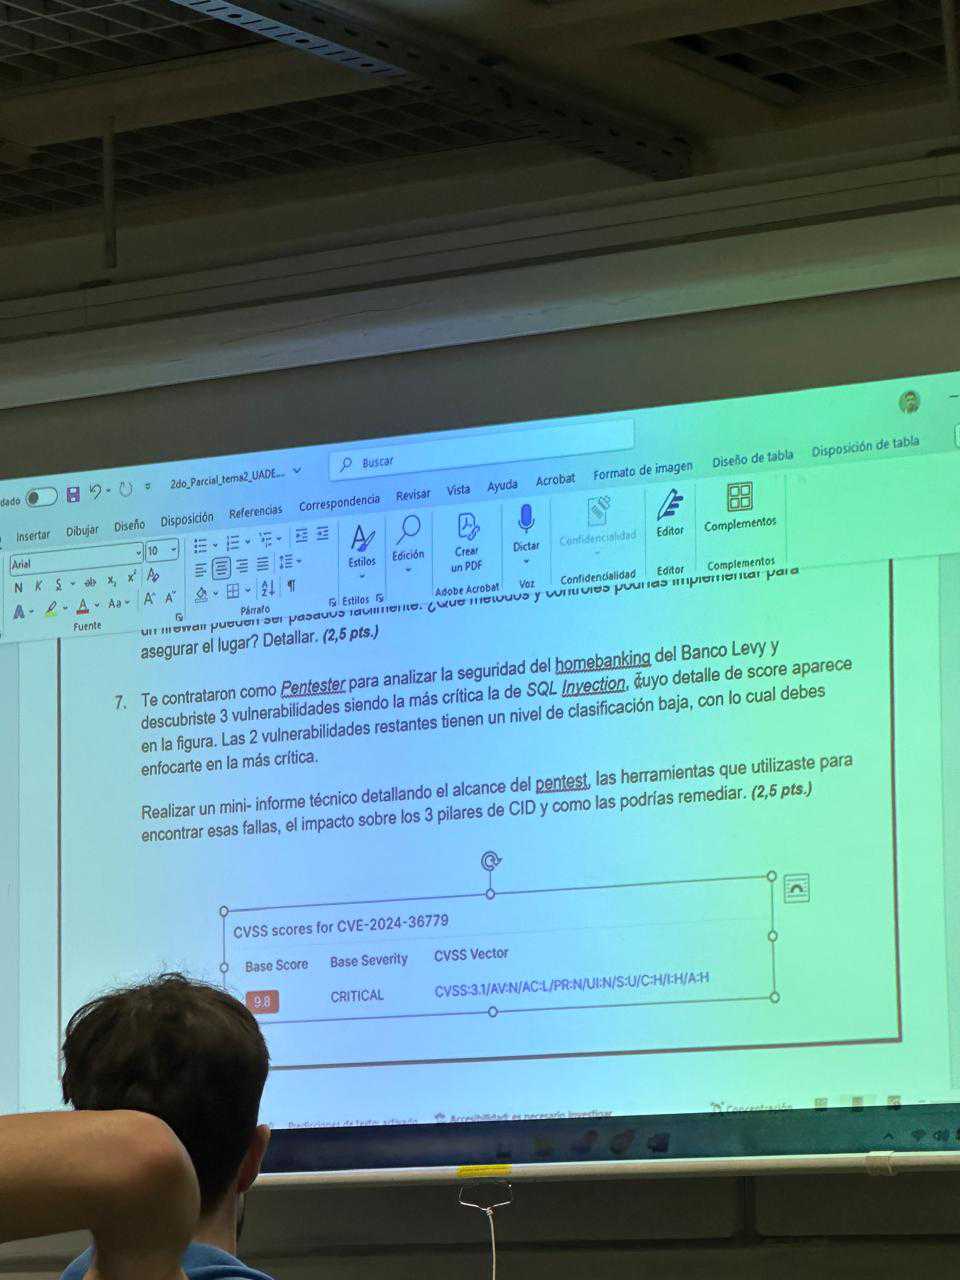 dado
2do_Parcial_tema2_UADE...
Buscar
Insertar Dibujar Diseño Disposición Referencias Correspondencia Revisar Vista Ayuda Acrobat Formato de imagen Diseño de tabla Disposición de tabla
Arial 10
N K S ab x, x² A
A A Aa A^ A˅
Fuente
Párrafo
Estilos
Estilos
Edición
Crear
un PDF
Adobe Acrobat
Dictar
Voz
Confidencialidad
Confidencialidad
Editor
Editor
Complementos
Complementos
un firewall pueden ser pasados fácilmente. ¿Qué métodos y controles podrías implementar para
asegurar el lugar? Detallar. (2,5 pts.)
7. Te contrataron como Pentester para analizar la seguridad del homebanking del Banco Levy y
descubriste 3 vulnerabilidades siendo la más crítica la de SQL Inyection, cuyo detalle de score aparece
en la figura. Las 2 vulnerabilidades restantes tienen un nivel de clasificación baja, con lo cual debes
enfocarte en la más crítica.
Realizar un mini- informe técnico detallando el alcance del pentest, las herramientas que utilizaste para
encontrar esas fallas, el impacto sobre los 3 pilares de CID y como las podrías remediar. (2,5 pts.)
CVSS scores for CVE-2024-36779
Base Score Base Severity CVSS Vector
9.8 CRITICAL CVSS:3.1/AV:N/AC:L/PR:N/UI:N/S:U/C:H/I:H/A:H
Predicciones de texto: activado Accesibilidad: es necesario investigar Concentración